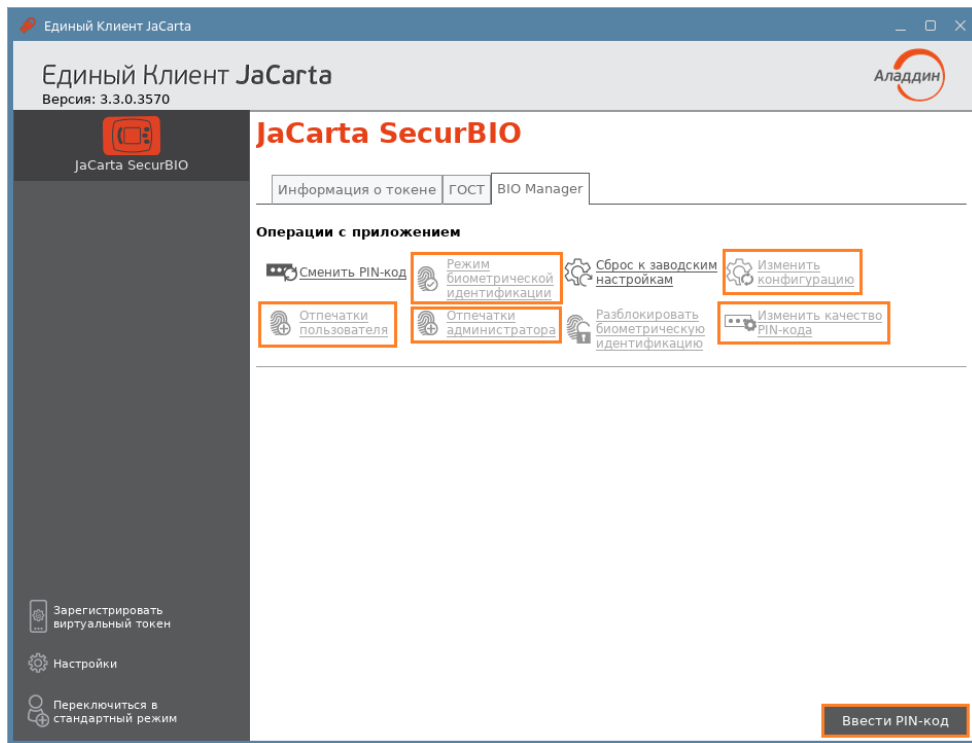 Единый Клиент JaCarta
Единый Клиент JaCarta
Версия: 3.3.0.3570
Аладдин
JaCarta SecurBIO
JaCarta SecurBIO
Информация о токене ГОСТ BIO Manager
Операции с приложением
Сменить PIN-код
Режим
биометрической
идентификации
Сброс к заводским
настройкам
Изменить
конфигурацию
Отпечатки
пользователя
Отпечатки
администратора
Разблокировать
биометрическую
идентификацию
Изменить качество
PIN-кода
Зарегистрировать
виртуальный токен
Настройки
Переключиться в
стандартный режим
Ввести PIN-код